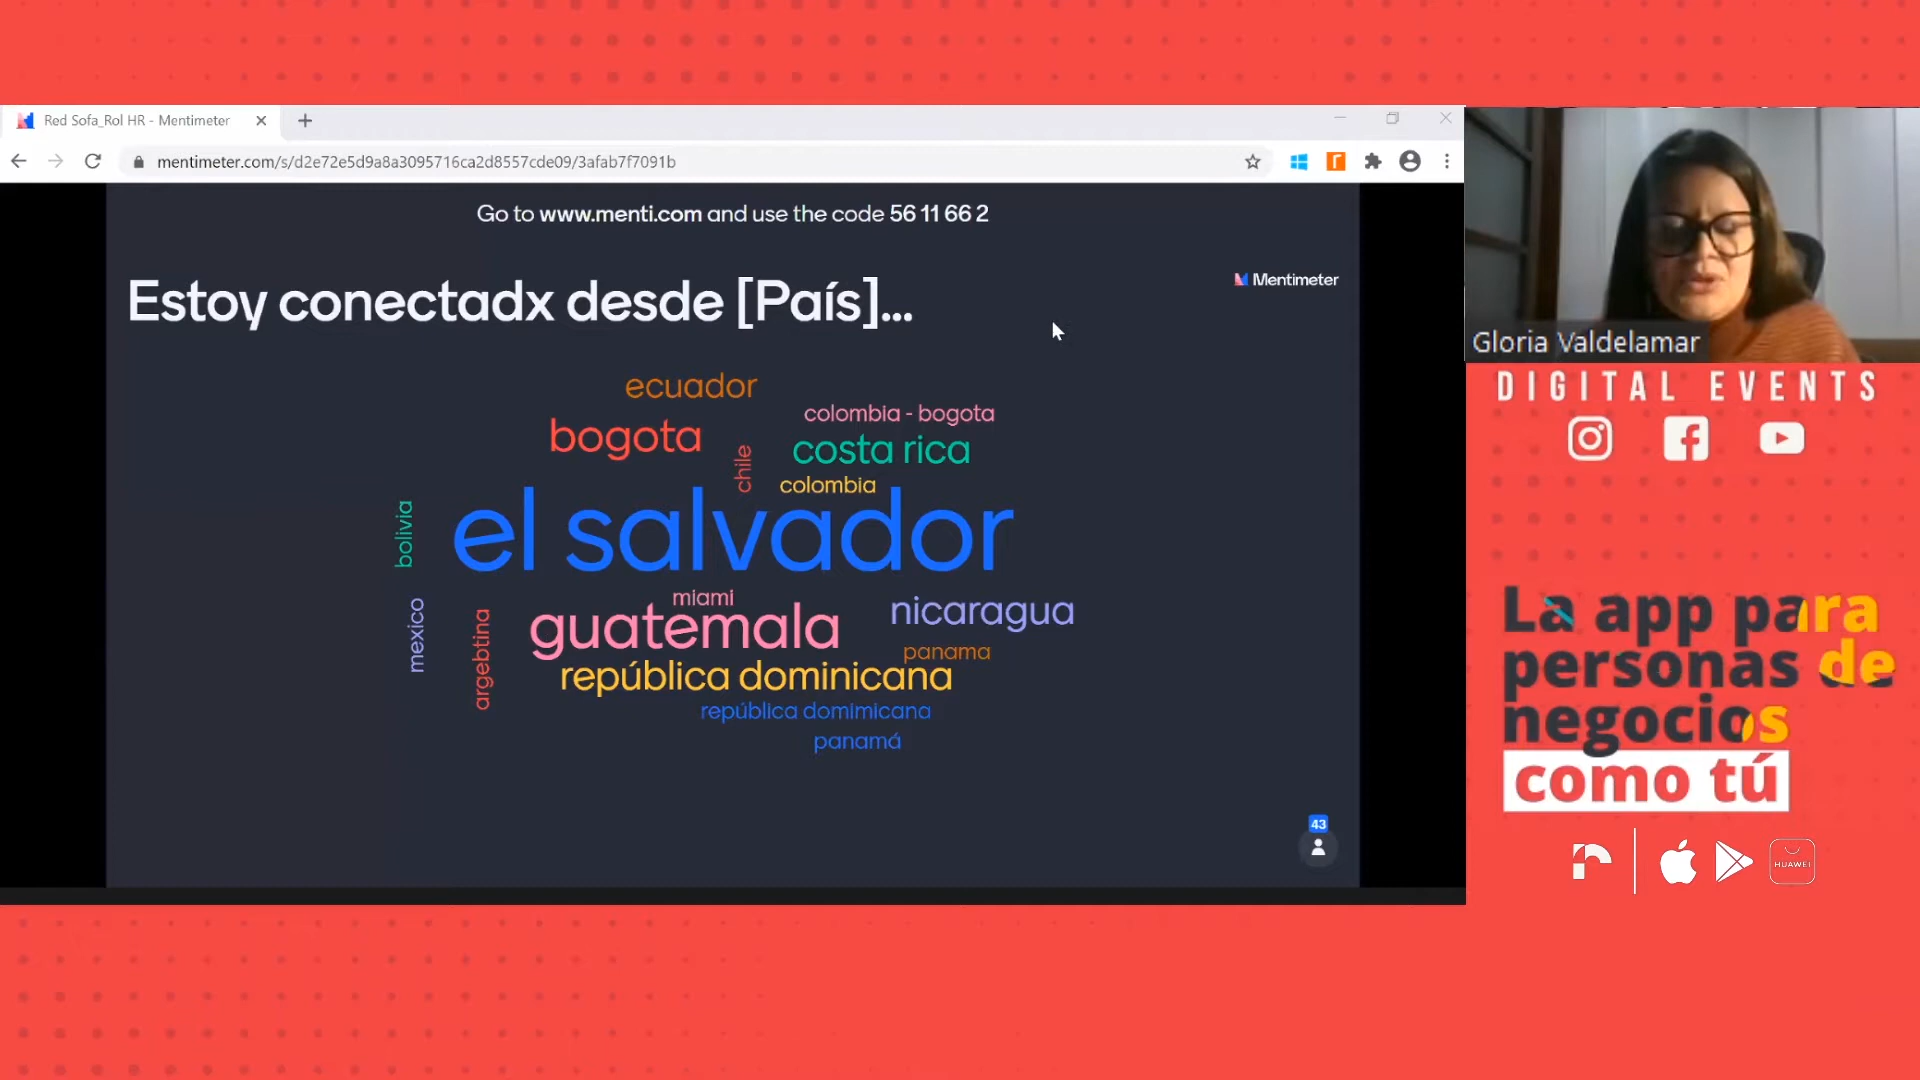 Red Sofa_Rol HR - Mentimeter
mentimeter.com/s/d2e72e5d9a8a3095716ca2d8557cde09/3afab7f7091b
Go to www.menti.com and use the code 56 11 66 2
Estoy conectadx desde [País]...
Mentimeter
ecuador
colombia - bogota
bogota
costa rica
chile
colombia
el salvador
bolivia
miami
guatemala
nicaragua
mexico
argebtina
panama
república dominicana
república domimicana
panamá
43
Gloria Valdelamar
DIGITAL EVENTS
La app para
personas de
negocios
como tú
HUAWEI